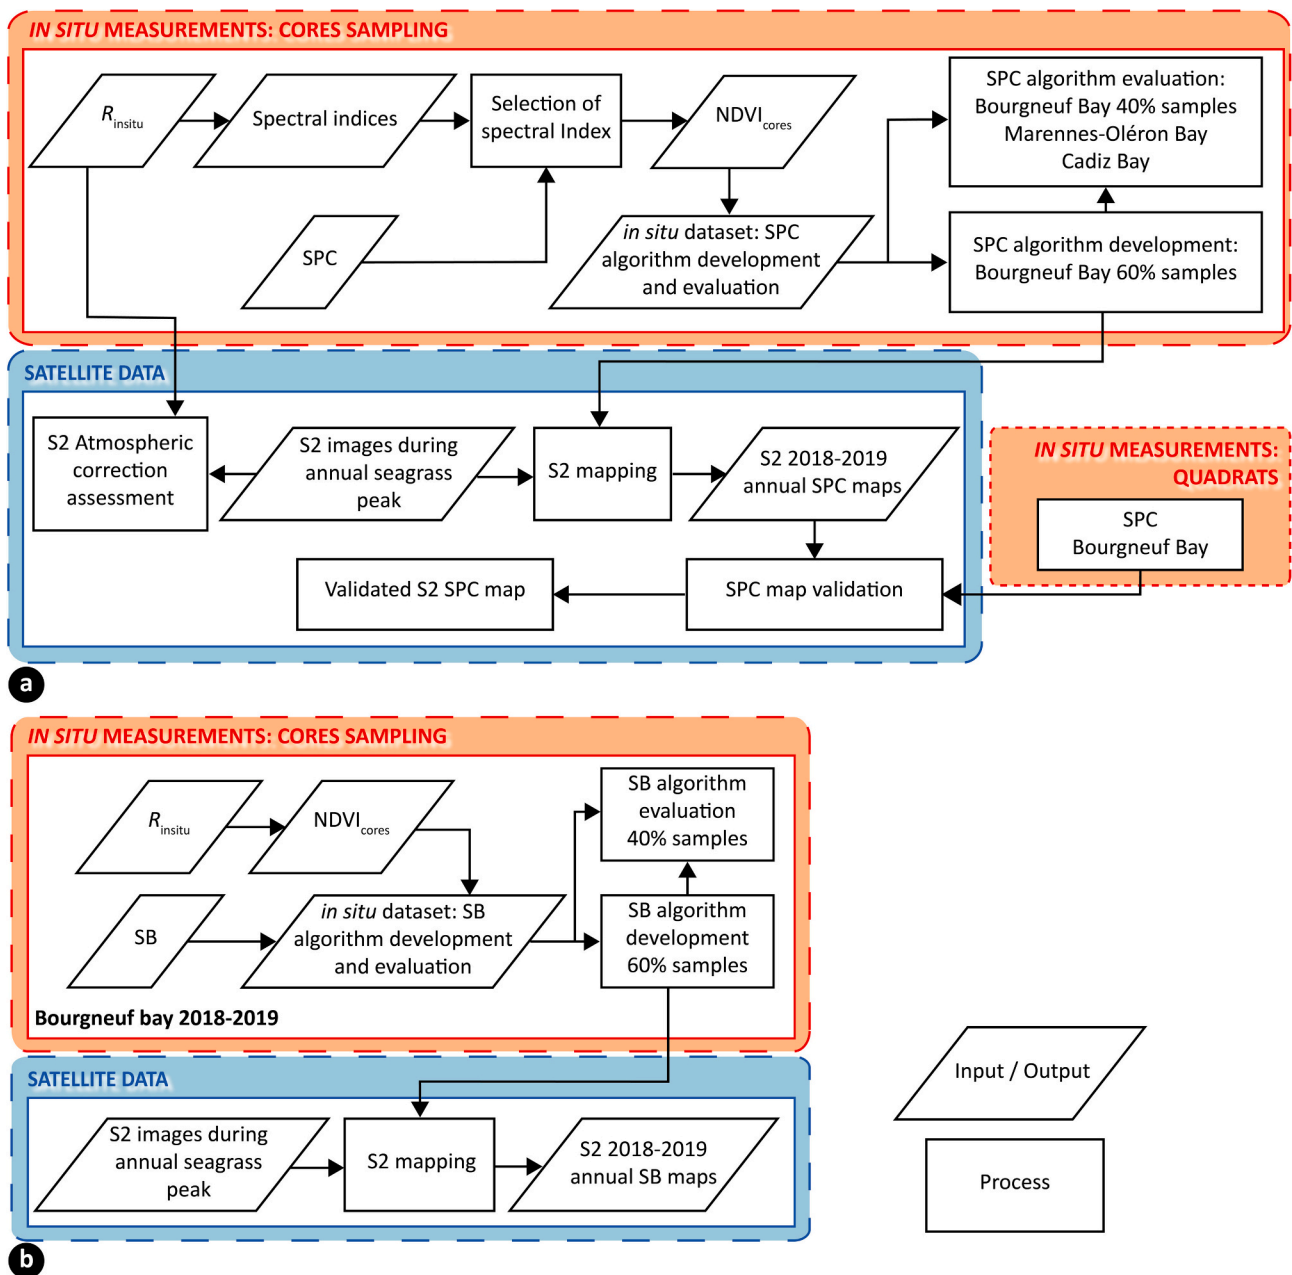 IN SITU MEASUREMENTS: CORES SAMPLING
Rinsitu
Spectral indices
Selection of
spectral Index
NDVIcores
SPC algorithm evaluation:
Bourgneuf Bay 40% samples
Marennes-Oléron Bay
Cadiz Bay
SPC
in situ dataset: SPC
algorithm development
and evaluation
SPC algorithm development:
Bourgneuf Bay 60% samples
SATELLITE DATA
S2 Atmospheric
correction
assessment
S2 images during
annual seagrass
peak
S2 mapping
S2 2018-2019
annual SPC maps
IN SITU MEASUREMENTS:
QUADRATS
SPC
Bourgneuf Bay
Validated S2 SPC map
SPC map validation
a
IN SITU MEASUREMENTS: CORES SAMPLING
Rinsitu
NDVIcores
SB algorithm
evaluation
40% samples
SB
in situ dataset: SB
algorithm development
and evaluation
SB algorithm
development
60% samples
Bourgneuf bay 2018-2019
SATELLITE DATA
S2 images during
annual seagrass
peak
S2 mapping
S2 2018-2019
annual SB maps
Input / Output
Process
b